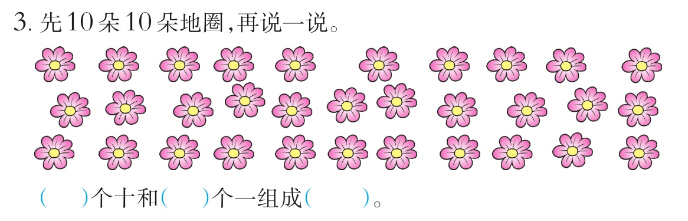 3. 先10朵10朵地圈,再说一说。
(  )个十和(  )个一组成(  )。